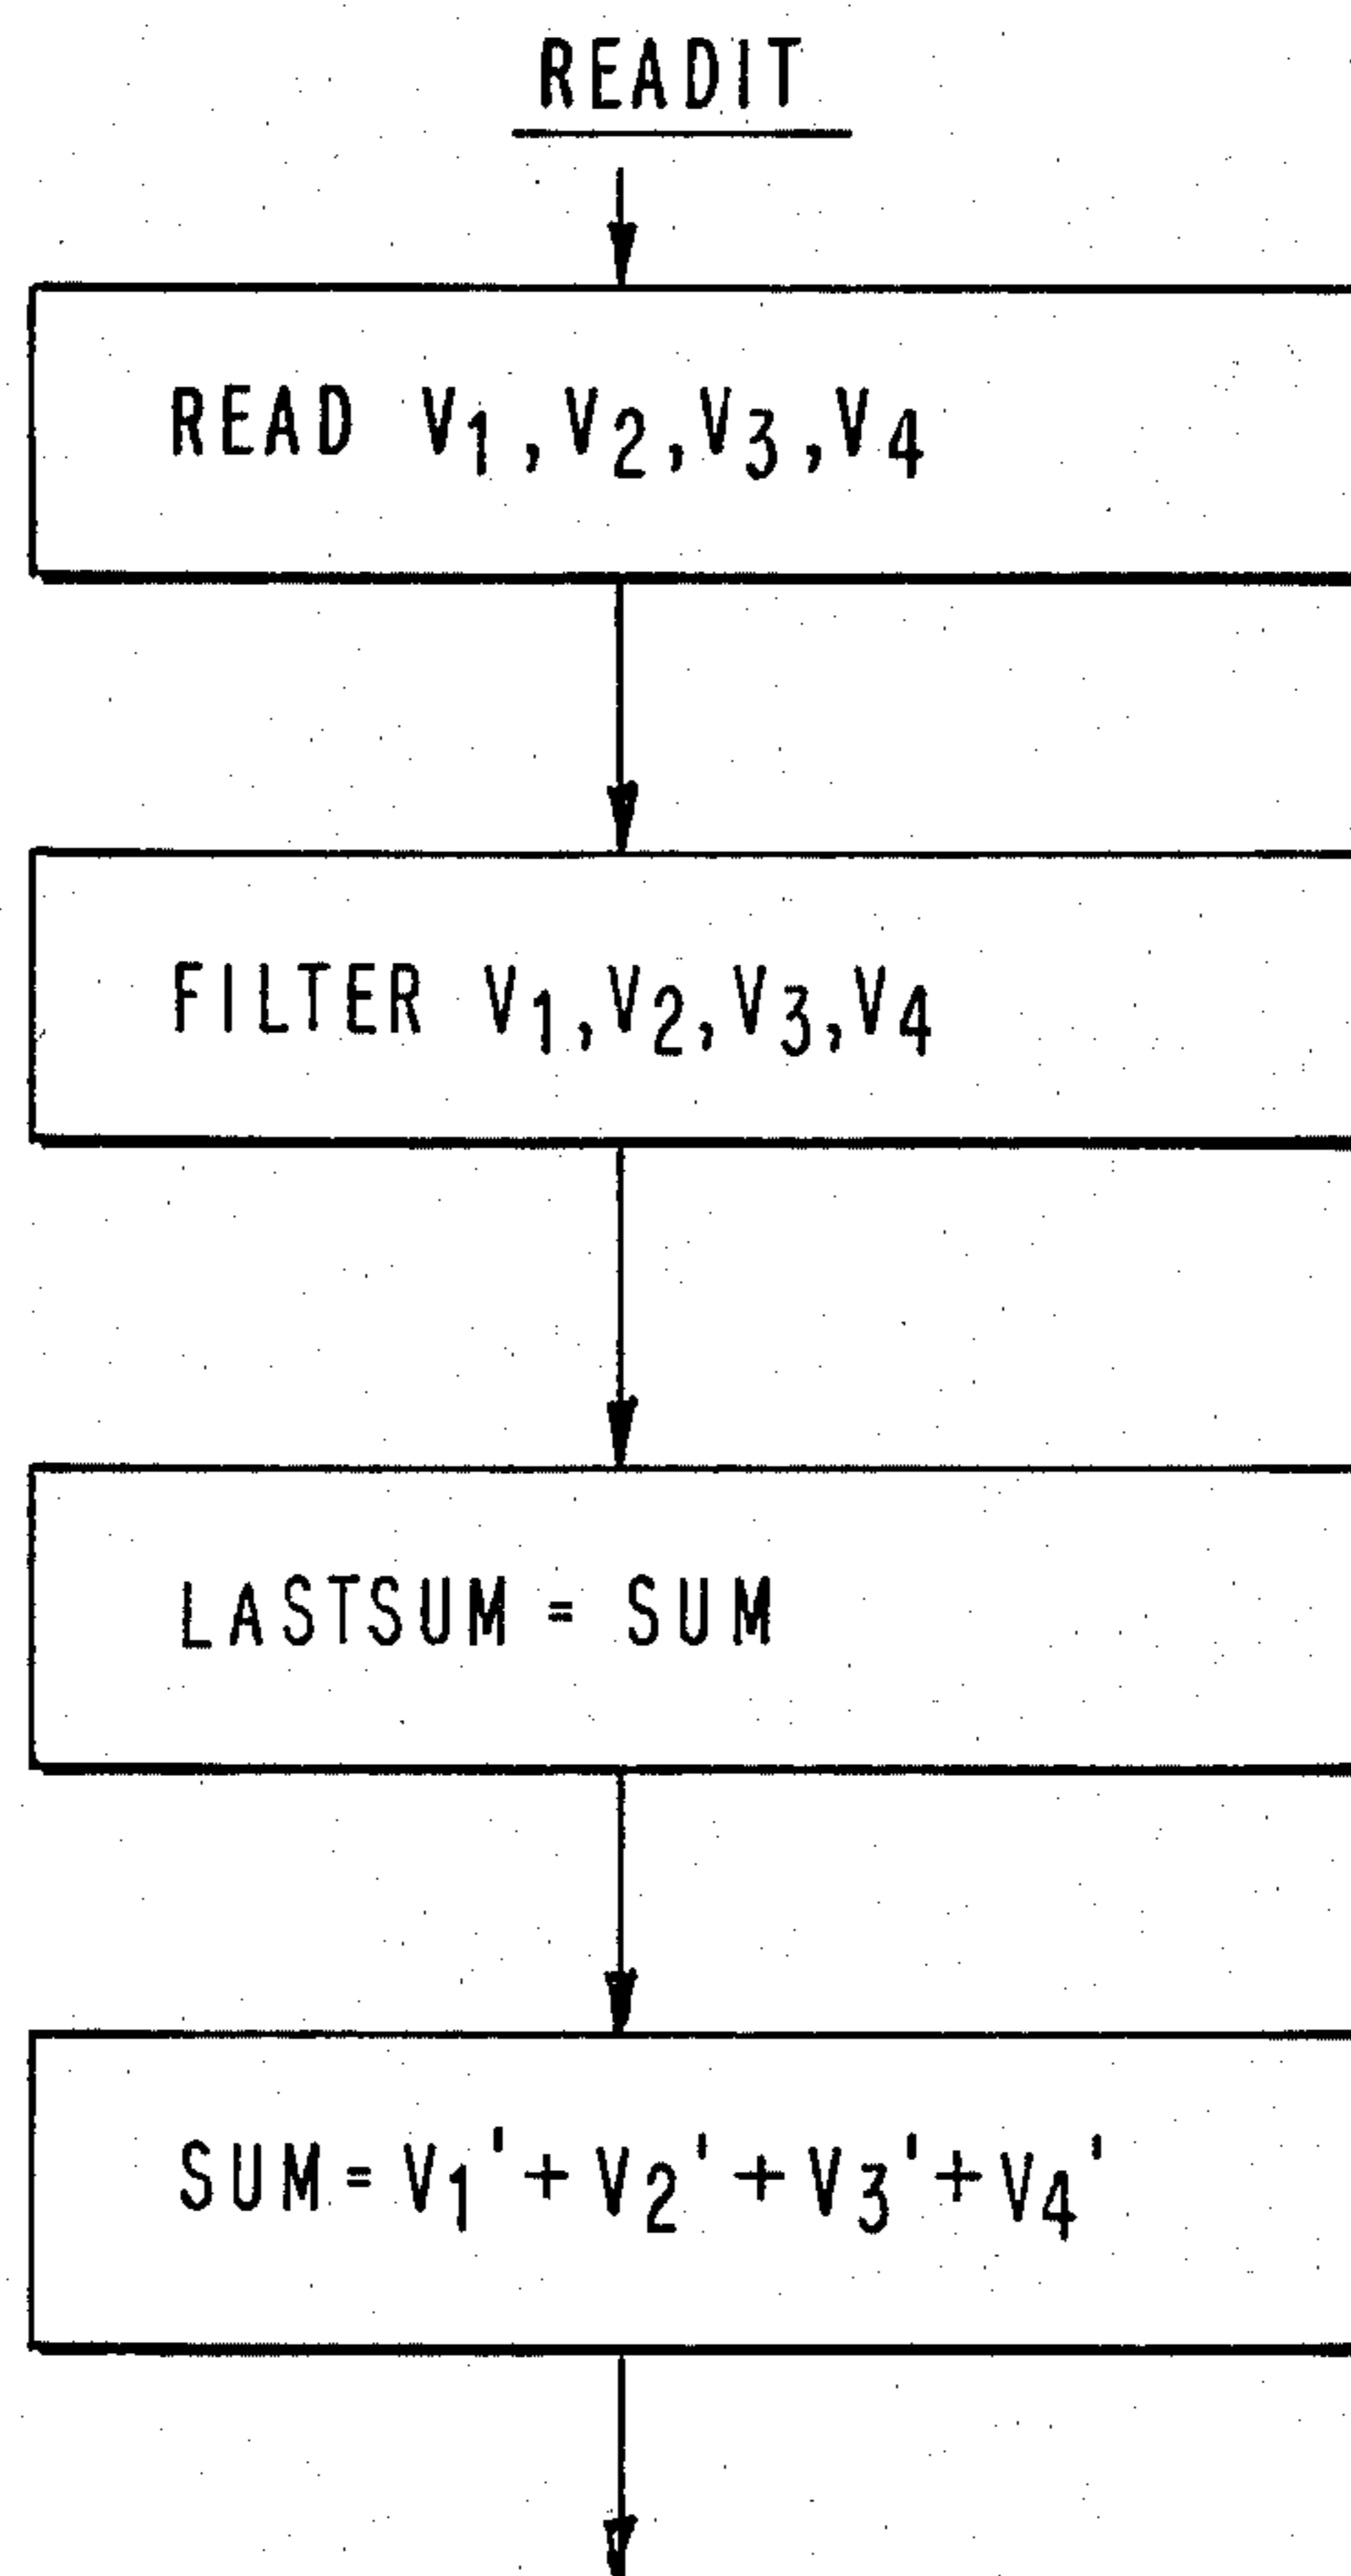 READIT
READ V₁,V₂,V₃,V₄
FILTER V₁,V₂,V₃,V₄
LASTSUM = SUM
SUM = V₁' + V₂' + V₃' + V₄'